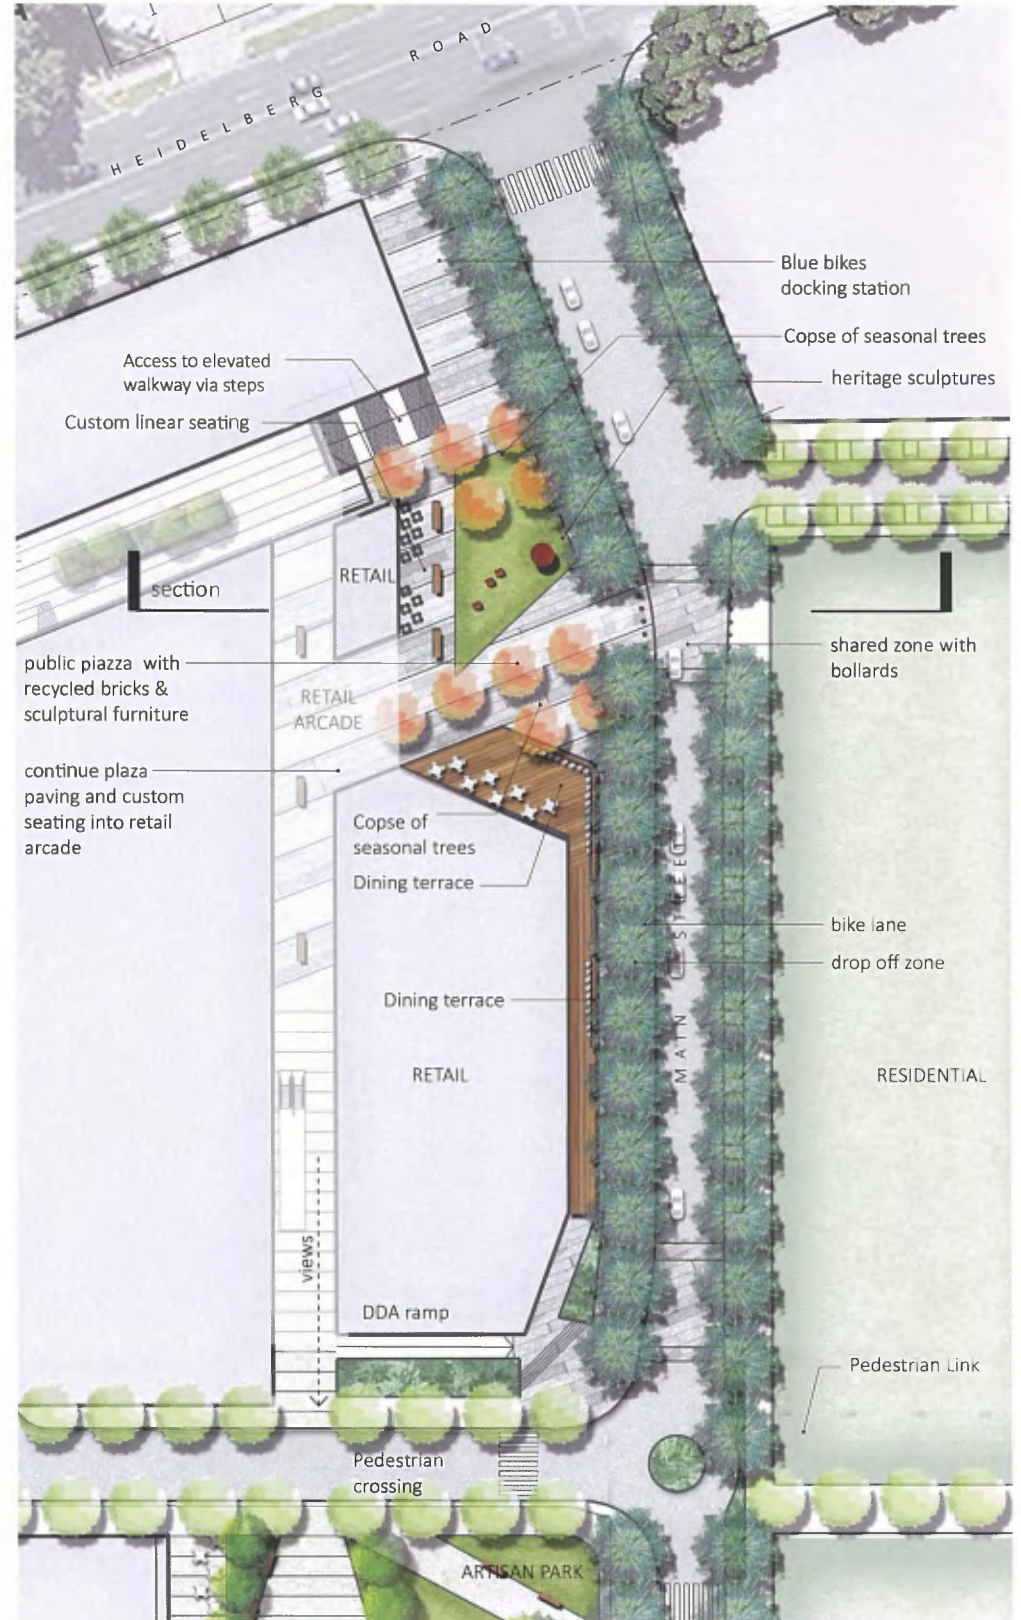 HEIDELBERG ROAD
Blue bikes
docking station
Copse of seasonal trees
Access to elevated
walkway via steps
heritage sculptures
Custom linear seating
RETAIL
section
shared zone with
bollards
public piazza with
recycled bricks &
sculptural furniture
RETAIL
ARCADE
continue plaza
paving and custom
seating into retail
arcade
Copse of
seasonal trees
Dining terrace
MAIN STREET
bike lane
drop off zone
Dining terrace
RETAIL
RESIDENTIAL
views
DDA ramp
Pedestrian Link
Pedestrian
crossing
ARTISAN PARK